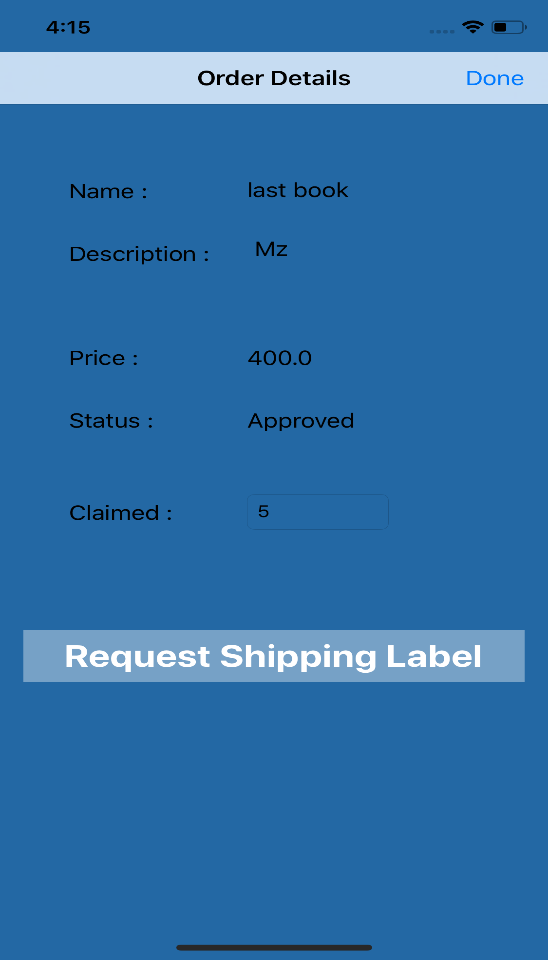 4:15
Order Details Done
Name : last book
Description : Mz
Price : 400.0
Status : Approved
Claimed : 5
Request Shipping Label